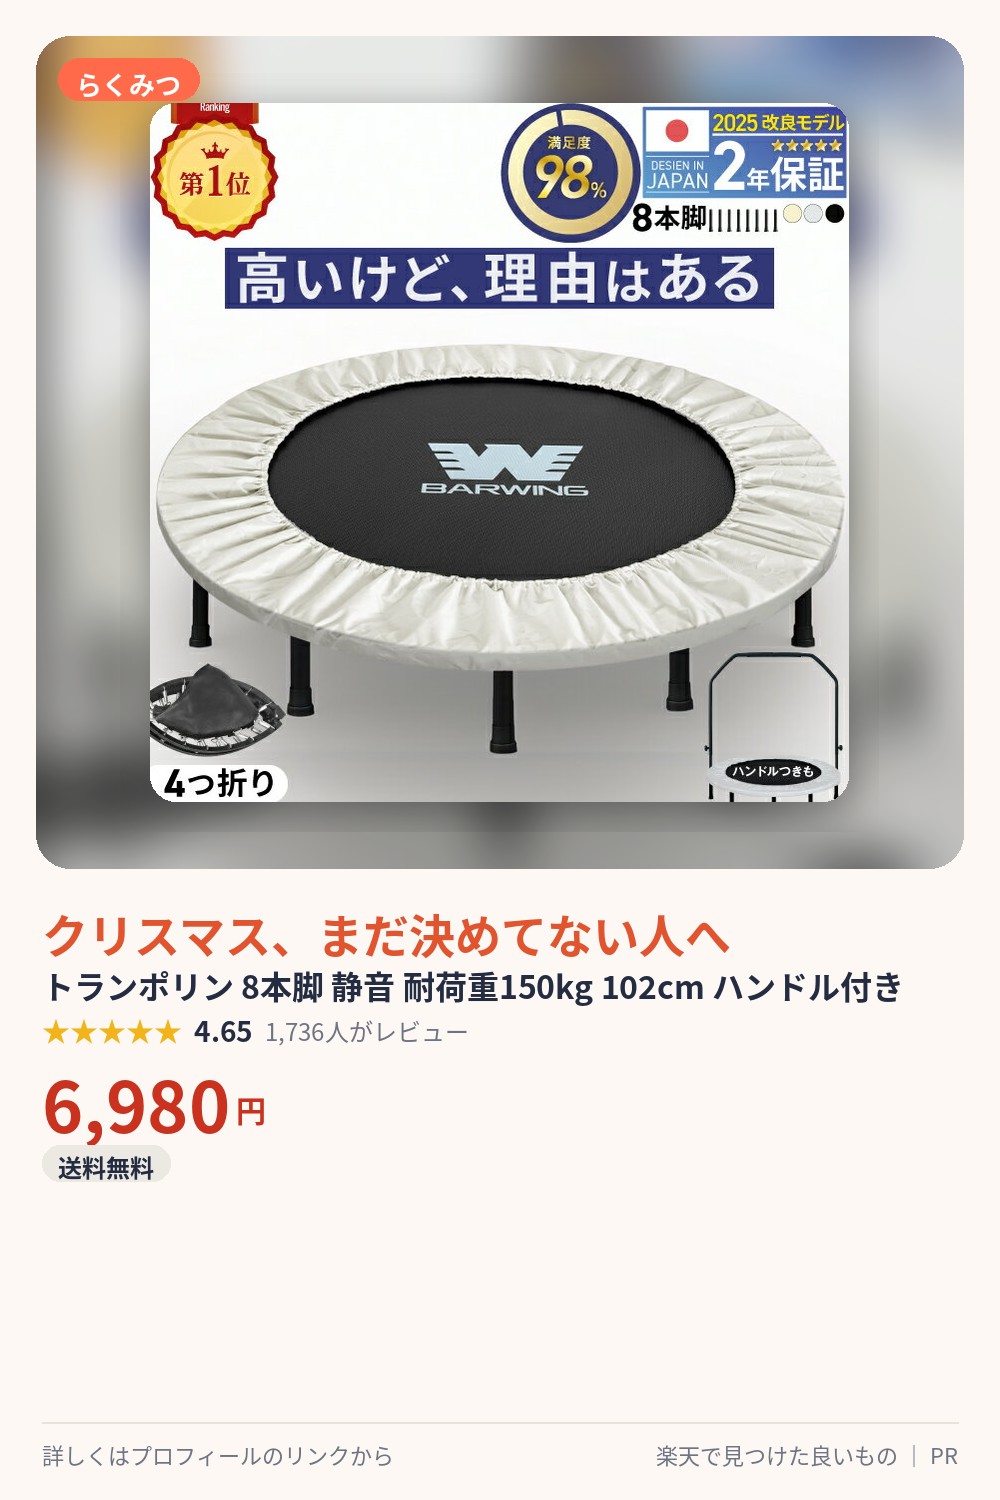 らくみつ
Ranking
第1位
満足度
98%
2025 改良モデル
★★★★★
DESIEN IN
JAPAN
2年保証
8本脚
高いけど、理由はある
W
BARWING
4つ折り
ハンドルつきも
クリスマス、まだ決めてない人へ
トランポリン 8本脚 静音 耐荷重150kg 102cm ハンドル付き
★★★★★ 4.65 1,736人がレビュー
6,980円
送料無料
詳しくはプロフィールのリンクから
楽天で見つけた良いもの｜PR